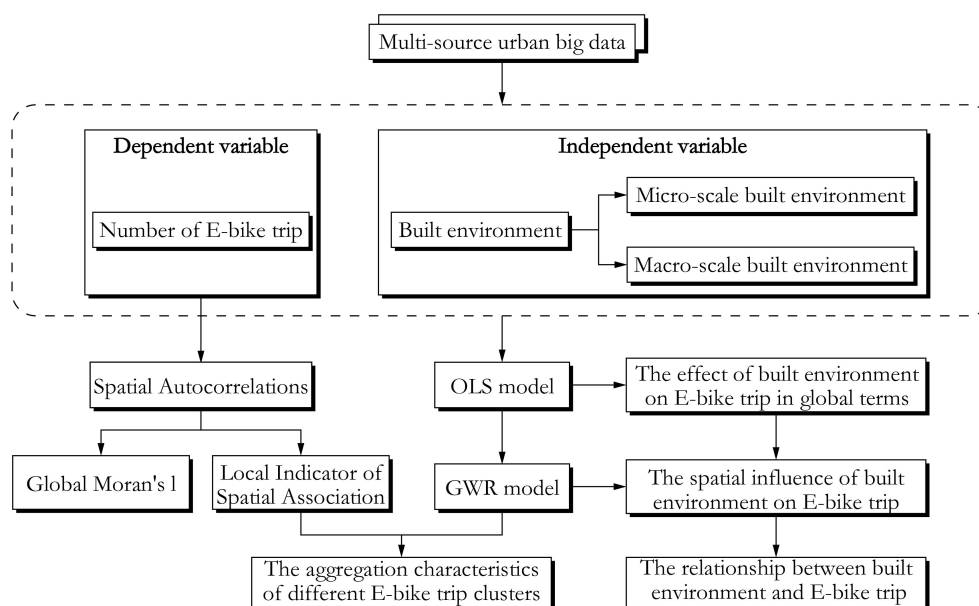 Multi-source urban big data
Dependent variable
Independent variable
Number of E-bike trip
Built environment
Micro-scale built environment
Macro-scale built environment
Spatial Autocorrelations
OLS model
The effect of built environment
on E-bike trip in global terms
Global Moran's l
Local Indicator of
Spatial Association
GWR model
The spatial influence of built
environment on E-bike trip
The aggregation characteristics
of different E-bike trip clusters
The relationship between built
environment and E-bike trip